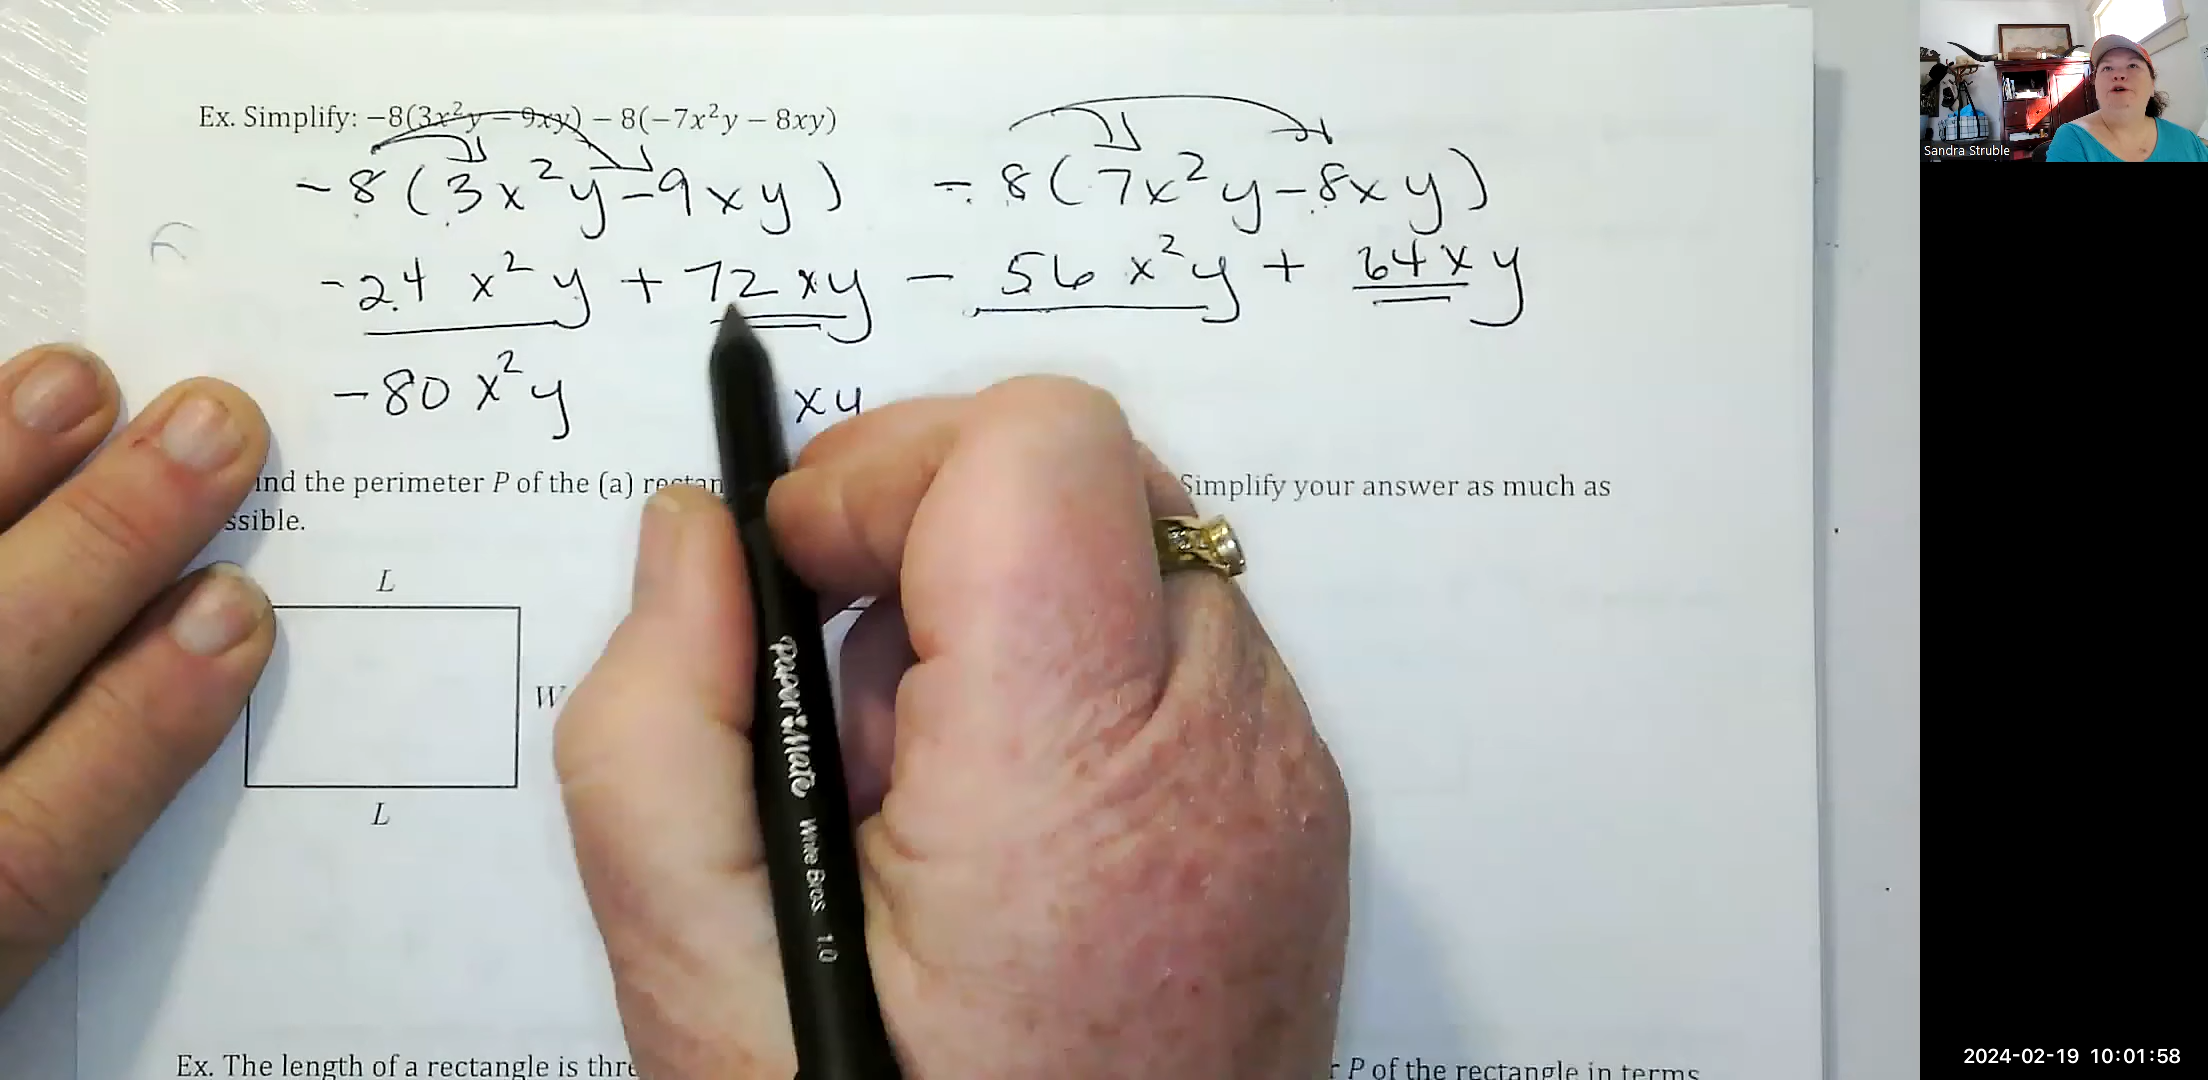 Ex. Simplify: −8(3x²y − 9xy) − 8(−7x²y − 8xy)
-8(3x²y-9xy) -8(7x²y-8xy)
-24x²y + 72xy - 56x²y + 64xy
-80x²y xy
nd the perimeter P of the (a) rectan Simplify your answer as much as
ssible.
L
W
L
papermate Write Bros. 1.0
Ex. The length of a rectangle is thre P of the rectangle in terms
Sandra Struble
2024-02-19 10:01:58